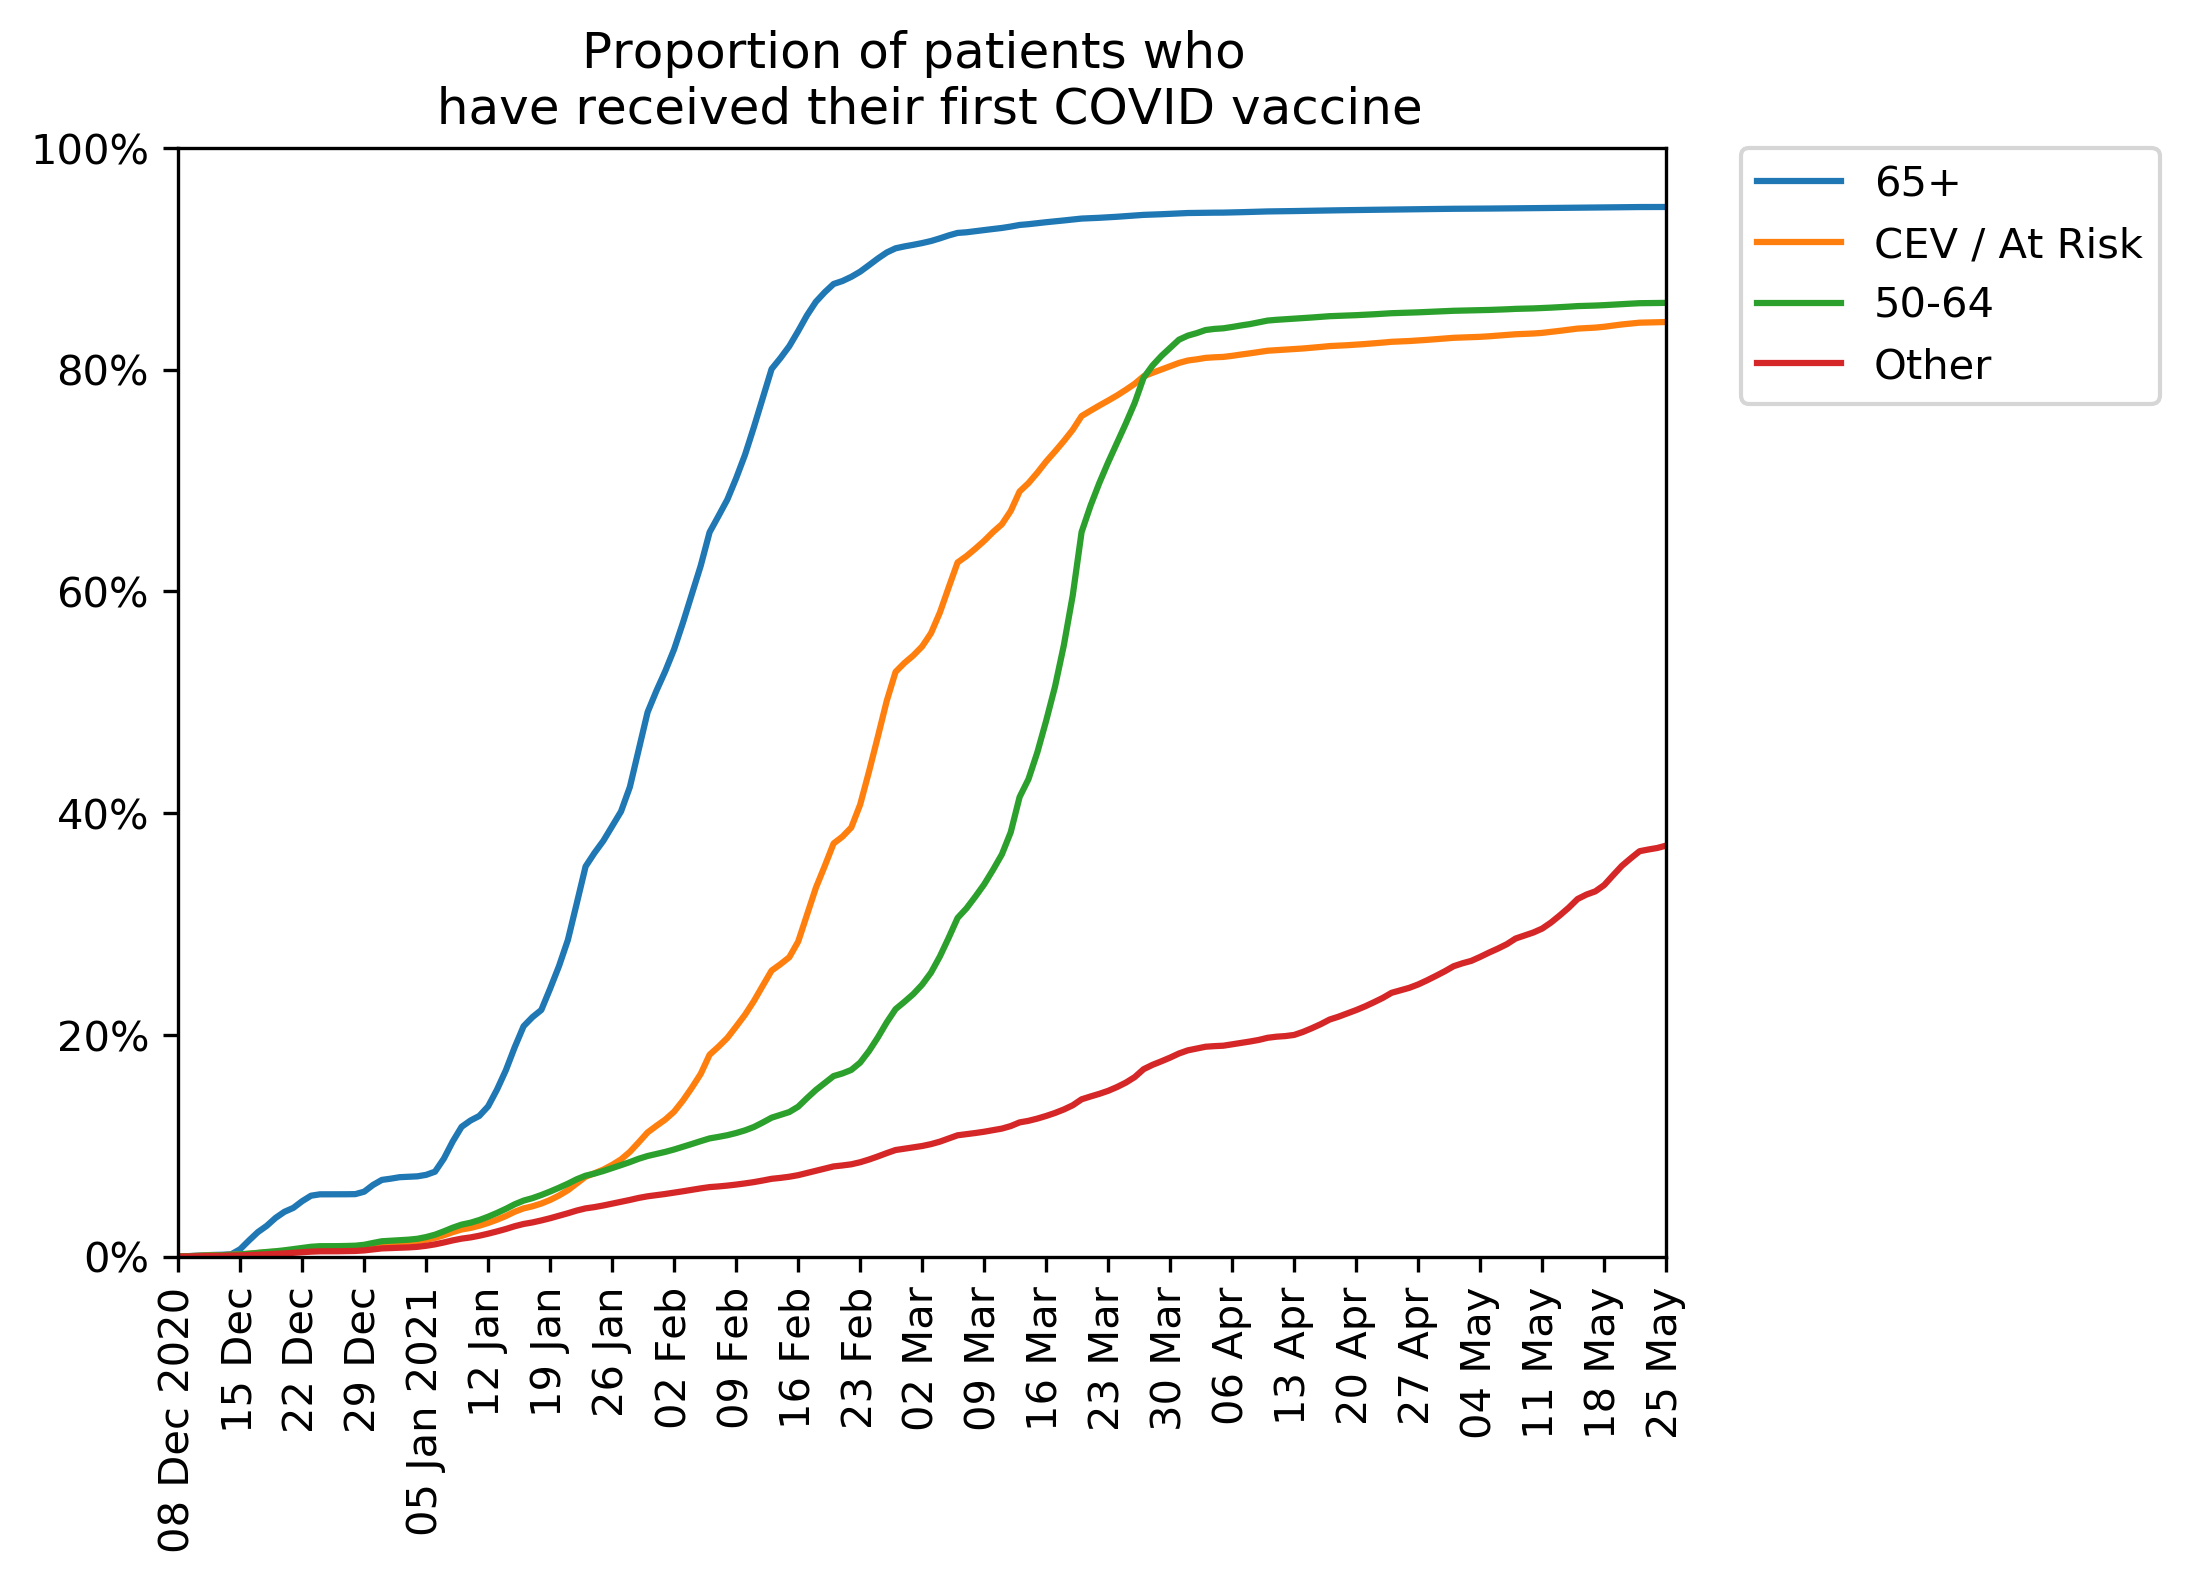 Proportion of patients who
have received their first COVID vaccine
100%
80%
60%
40%
20%
0%
08 Dec 2020
15 Dec
22 Dec
29 Dec
05 Jan 2021
12 Jan
19 Jan
26 Jan
02 Feb
09 Feb
16 Feb
23 Feb
02 Mar
09 Mar
16 Mar
23 Mar
30 Mar
06 Apr
13 Apr
20 Apr
27 Apr
04 May
11 May
18 May
25 May
65+
CEV / At Risk
50-64
Other